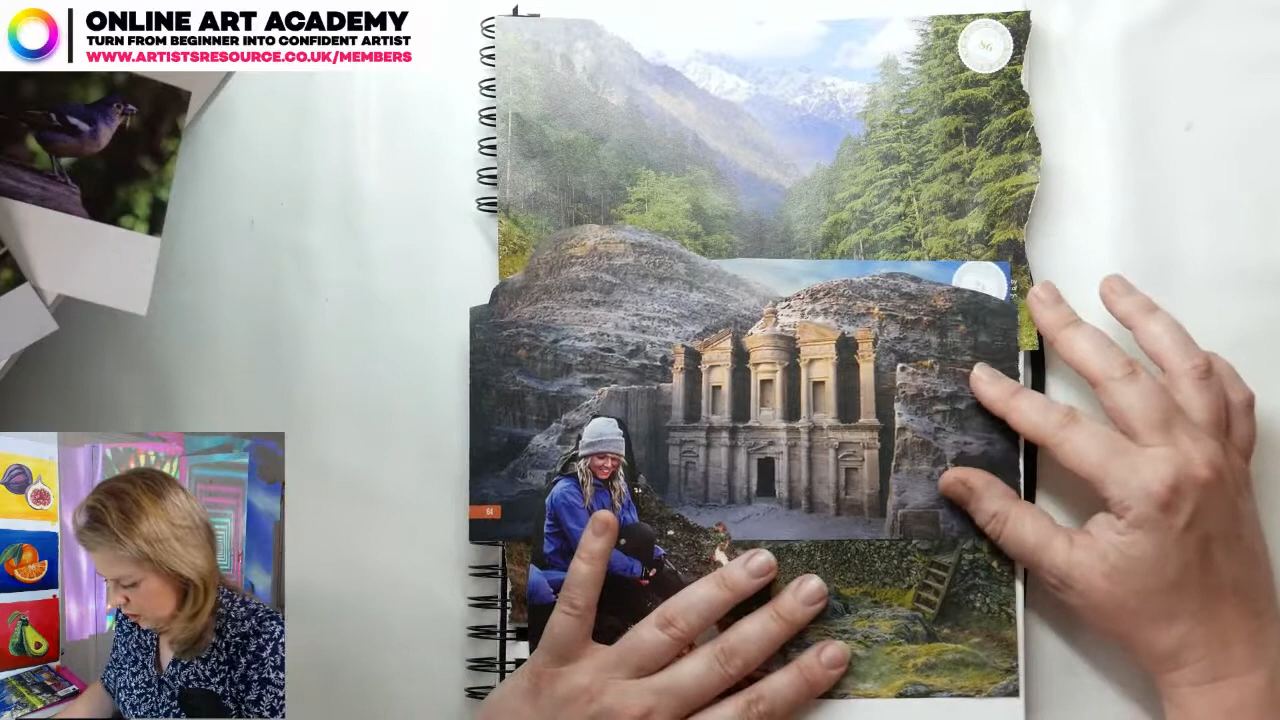 ONLINE ART ACADEMY
TURN FROM BEGINNER INTO CONFIDENT ARTIST
WWW.ARTISTSRESOURCE.CO.UK/MEMBERS
64